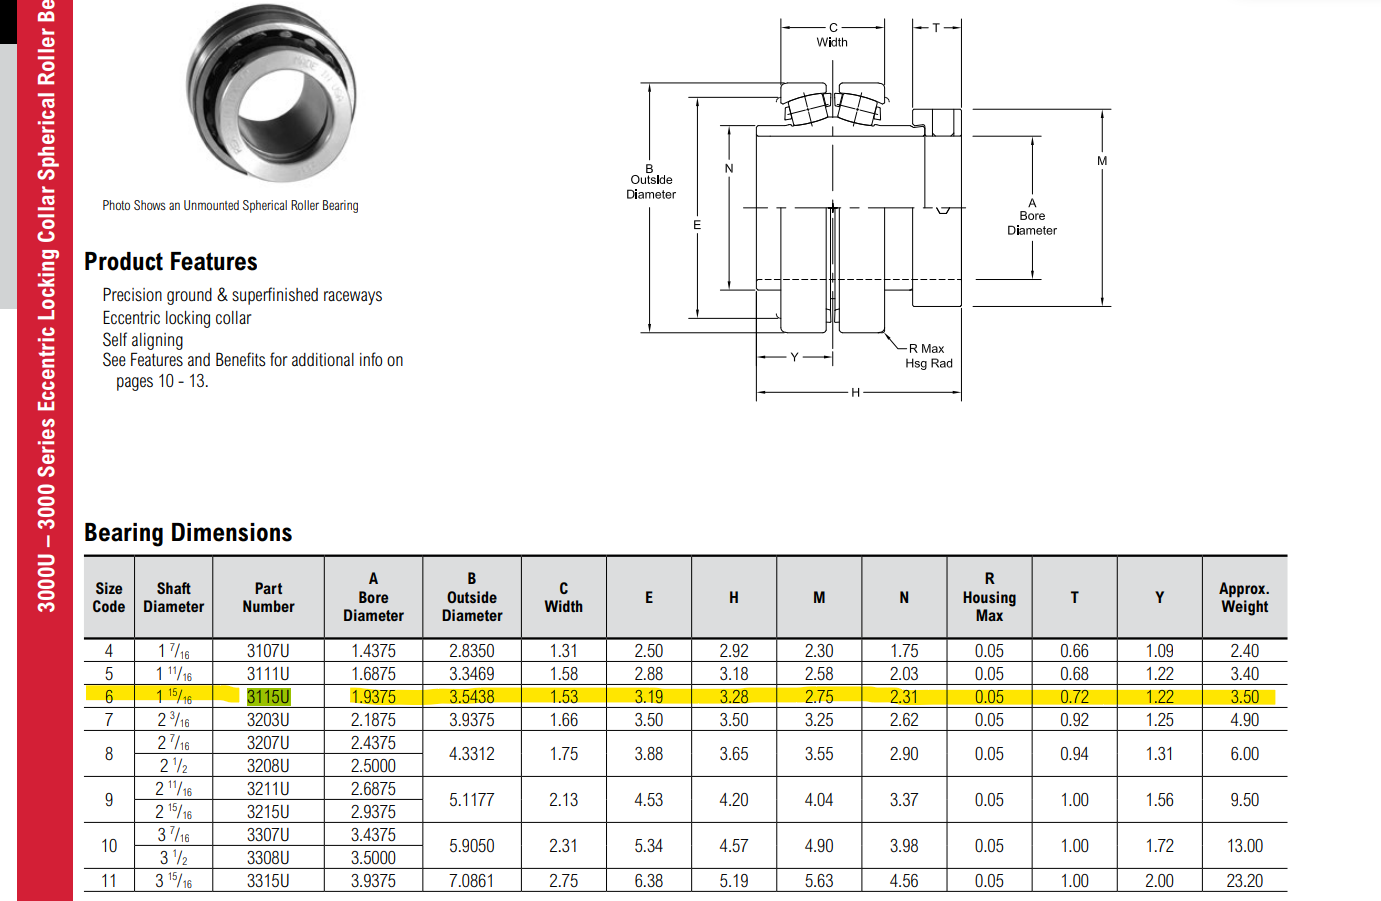 3000U – 3000 Series Eccentric Locking Collar Spherical Roller Be
Photo Shows an Unmounted Spherical Roller Bearing
Product Features
Precision ground & superfinished raceways
Eccentric locking collar
Self aligning
See Features and Benefits for additional info on
pages 10 - 13.
C
Width
T
B
Outside
Diameter
N
E
A
Bore
Diameter
M
R Max
Hsg Rad
Y
H
Bearing Dimensions
Size Code | Shaft Diameter | Part Number | A Bore Diameter | B Outside Diameter | C Width | E | H | M | N | R Housing Max | T | Y | Approx. Weight
4 | 1 7/16 | 3107U | 1.4375 | 2.8350 | 1.31 | 2.50 | 2.92 | 2.30 | 1.75 | 0.05 | 0.66 | 1.09 | 2.40
5 | 1 11/16 | 3111U | 1.6875 | 3.3469 | 1.58 | 2.88 | 3.18 | 2.58 | 2.03 | 0.05 | 0.68 | 1.22 | 3.40
6 | 1 15/16 | 3115U | 1.9375 | 3.5438 | 1.53 | 3.19 | 3.28 | 2.75 | 2.31 | 0.05 | 0.72 | 1.22 | 3.50
7 | 2 3/16 | 3203U | 2.1875 | 3.9375 | 1.66 | 3.50 | 3.50 | 3.25 | 2.62 | 0.05 | 0.92 | 1.25 | 4.90
8 | 2 7/16 | 3207U | 2.4375 | 4.3312 | 1.75 | 3.88 | 3.65 | 3.55 | 2.90 | 0.05 | 0.94 | 1.31 | 6.00
2 1/2 | 3208U | 2.5000
9 | 2 11/16 | 3211U | 2.6875 | 5.1177 | 2.13 | 4.53 | 4.20 | 4.04 | 3.37 | 0.05 | 1.00 | 1.56 | 9.50
2 15/16 | 3215U | 2.9375
10 | 3 7/16 | 3307U | 3.4375 | 5.9050 | 2.31 | 5.34 | 4.57 | 4.90 | 3.98 | 0.05 | 1.00 | 1.72 | 13.00
3 1/2 | 3308U | 3.5000
11 | 3 15/16 | 3315U | 3.9375 | 7.0861 | 2.75 | 6.38 | 5.19 | 5.63 | 4.56 | 0.05 | 1.00 | 2.00 | 23.20